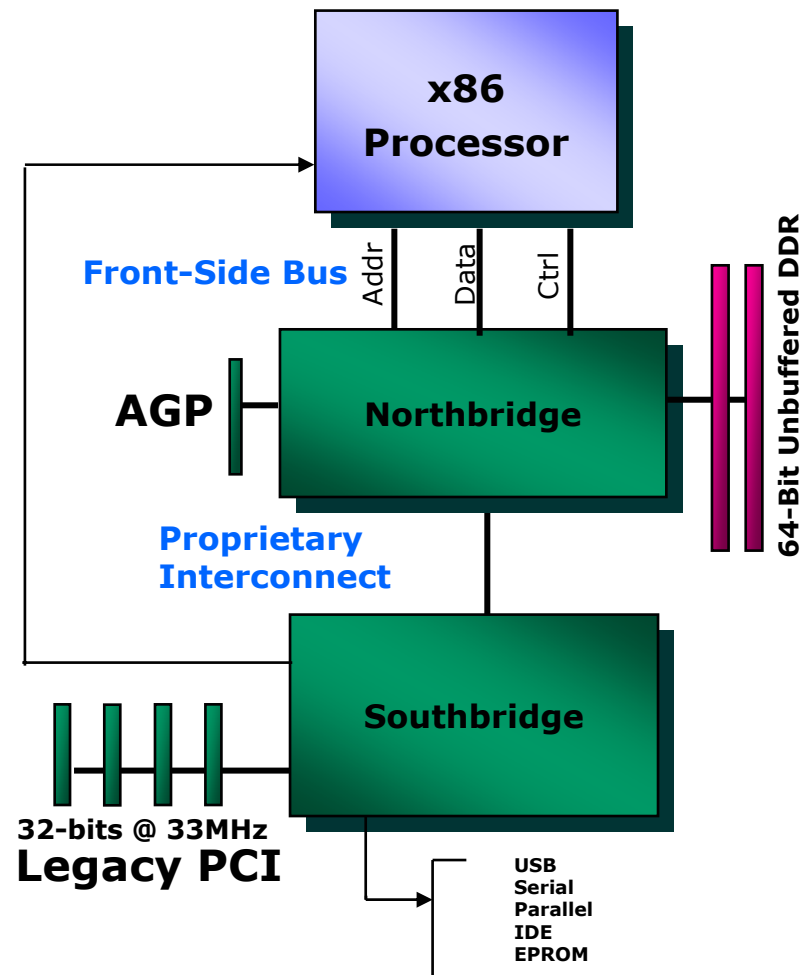 x86
Processor
Front-Side Bus
Addr
Data
Ctrl
64-Bit Unbuffered DDR
AGP
Northbridge
Proprietary
Interconnect
Southbridge
32-bits @ 33MHz
Legacy PCI
USB
Serial
Parallel
IDE
EPROM